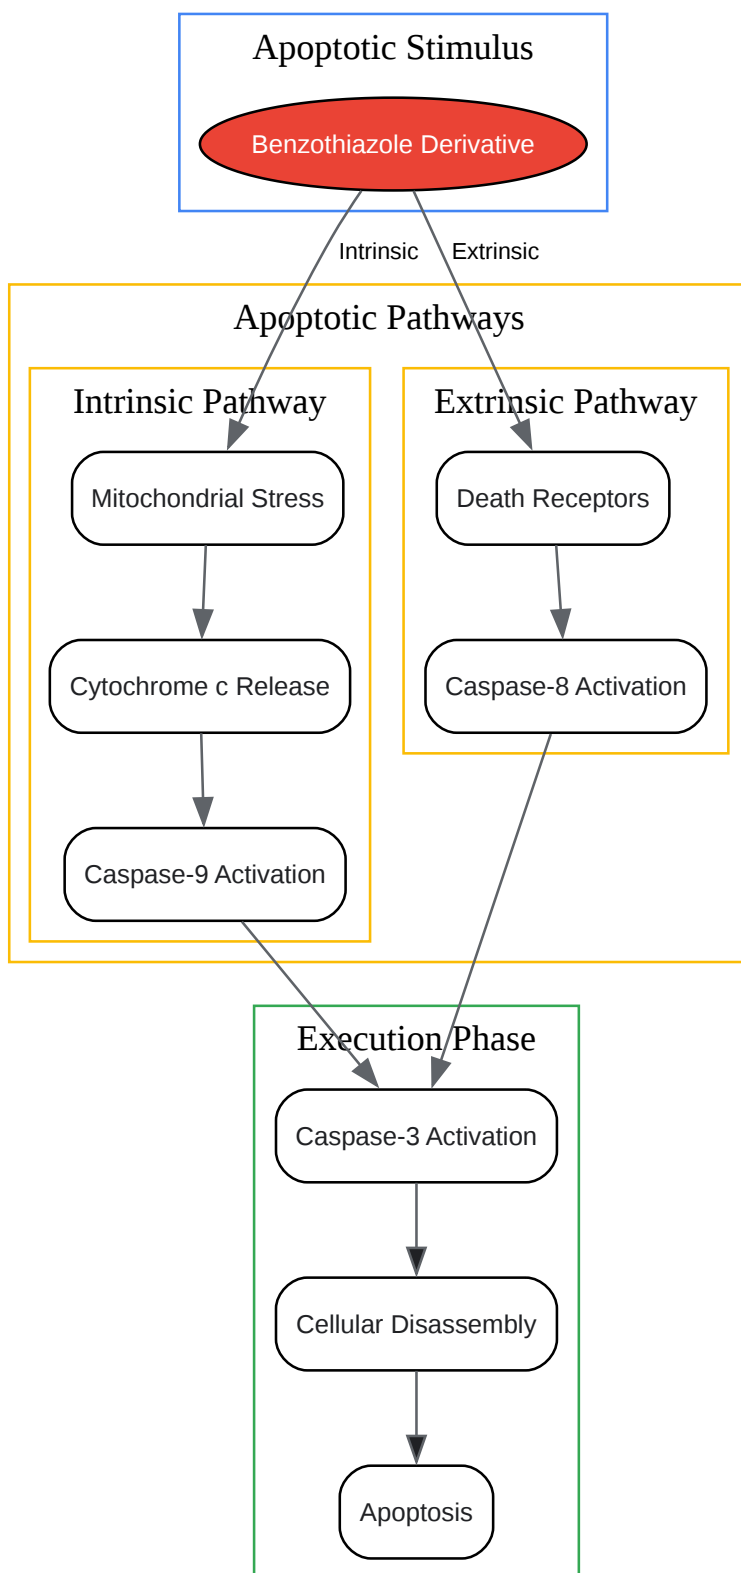 Apoptotic Stimulus
Benzothiazole Derivative
Intrinsic
Extrinsic
Apoptotic Pathways
Intrinsic Pathway
Extrinsic Pathway
Mitochondrial Stress
Death Receptors
Cytochrome c Release
Caspase-8 Activation
Caspase-9 Activation
Execution Phase
Caspase-3 Activation
Cellular Disassembly
Apoptosis